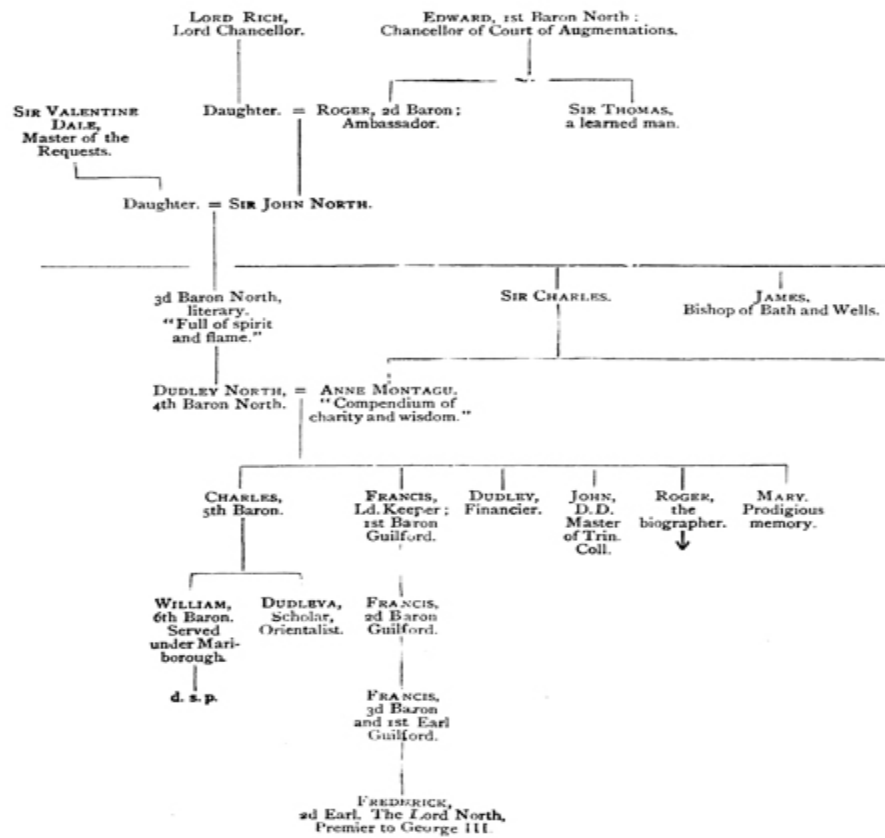 LORD RICH,
Lord Chancellor.
EDWARD, 1st Baron North:
Chancellor of Court of Augmentations.
SIR VALENTINE
DALE,
Master of the
Requests.
Daughter. = ROGER, 2d Baron;
Ambassador.
SIR THOMAS,
a learned man.
Daughter. = SIR JOHN NORTH.
3d Baron North,
literary.
"Full of spirit
and flame."
SIR CHARLES.
JAMES,
Bishop of Bath and Wells.
DUDLEY NORTH, =
4th Baron North.
ANNE MONTAGU.
"Compendium of
charity and wisdom."
CHARLES,
5th Baron.
FRANCIS,
Ld. Keeper;
1st Baron
Guilford.
DUDLEY,
Financier.
JOHN,
D.D.
Master
of Trin.
Coll.
ROGER,
the
biographer.
MARY.
Prodigious
memory.
WILLIAM,
6th Baron.
Served
under Marl-
borough.
d. s. p.
DUDLEYA,
Scholar,
Orientalist.
FRANCIS,
2d Baron
Guilford.
FRANCIS,
3d Baron
and 1st Earl
Guilford.
FREDERICK,
2d Earl. The Lord North,
Premier to George III.